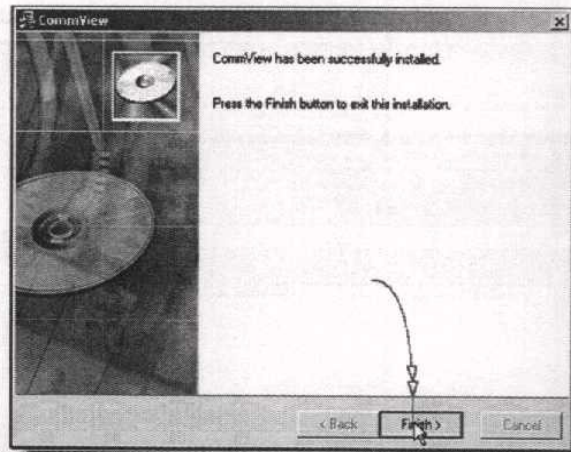 CommView
CommView has been successfully installed.
Press the Finish button to exit this installation.
< Back
Finish >
Cancel